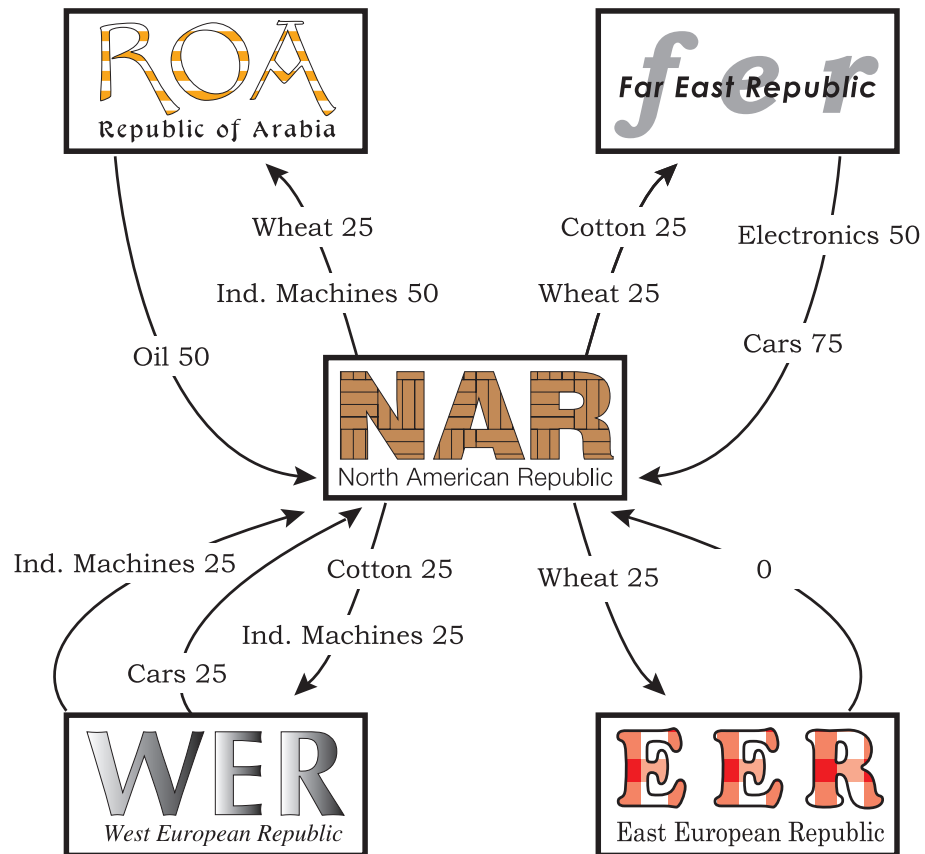 ROA
Republic of Arabia
fer
Far East Republic
Wheat 25
Cotton 25
Electronics 50
Ind. Machines 50
Wheat 25
Oil 50
Cars 75
NAR
North American Republic
Ind. Machines 25
Cotton 25
Wheat 25
0
Ind. Machines 25
Cars 25
WER
West European Republic
EER
East European Republic